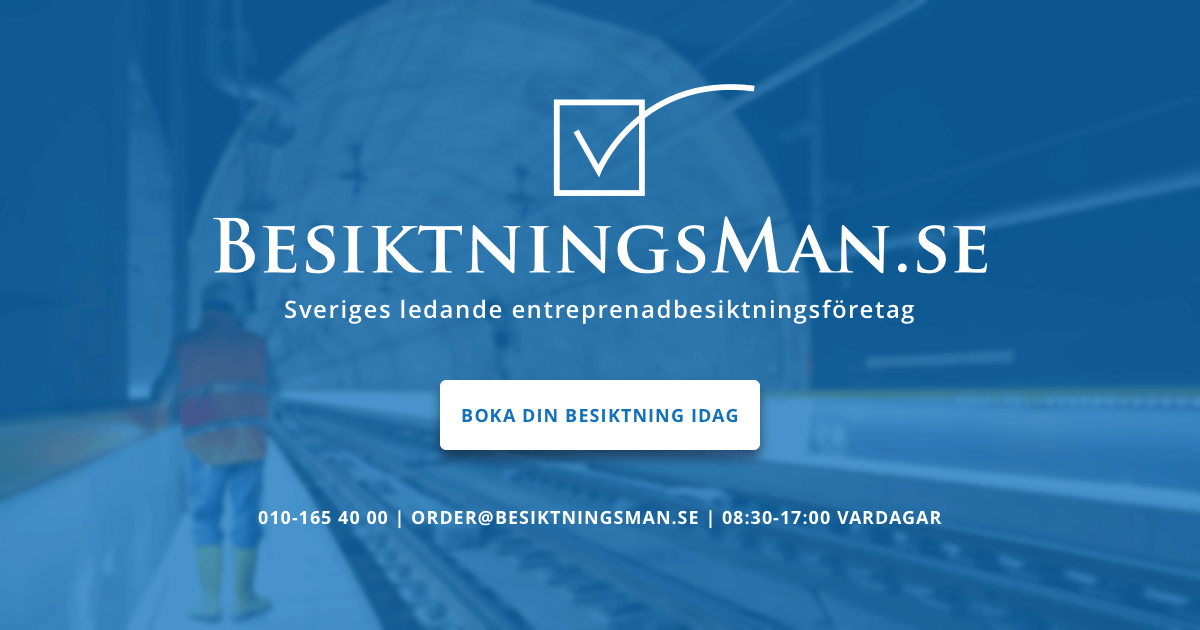 BesiktningsMan.se
Sveriges ledande entreprenadbesiktningsföretag
BOKA DIN BESIKTNING IDAG
010-165 40 00 | ORDER@BESIKTNINGSMAN.SE | 08:30-17:00 VARDAGAR